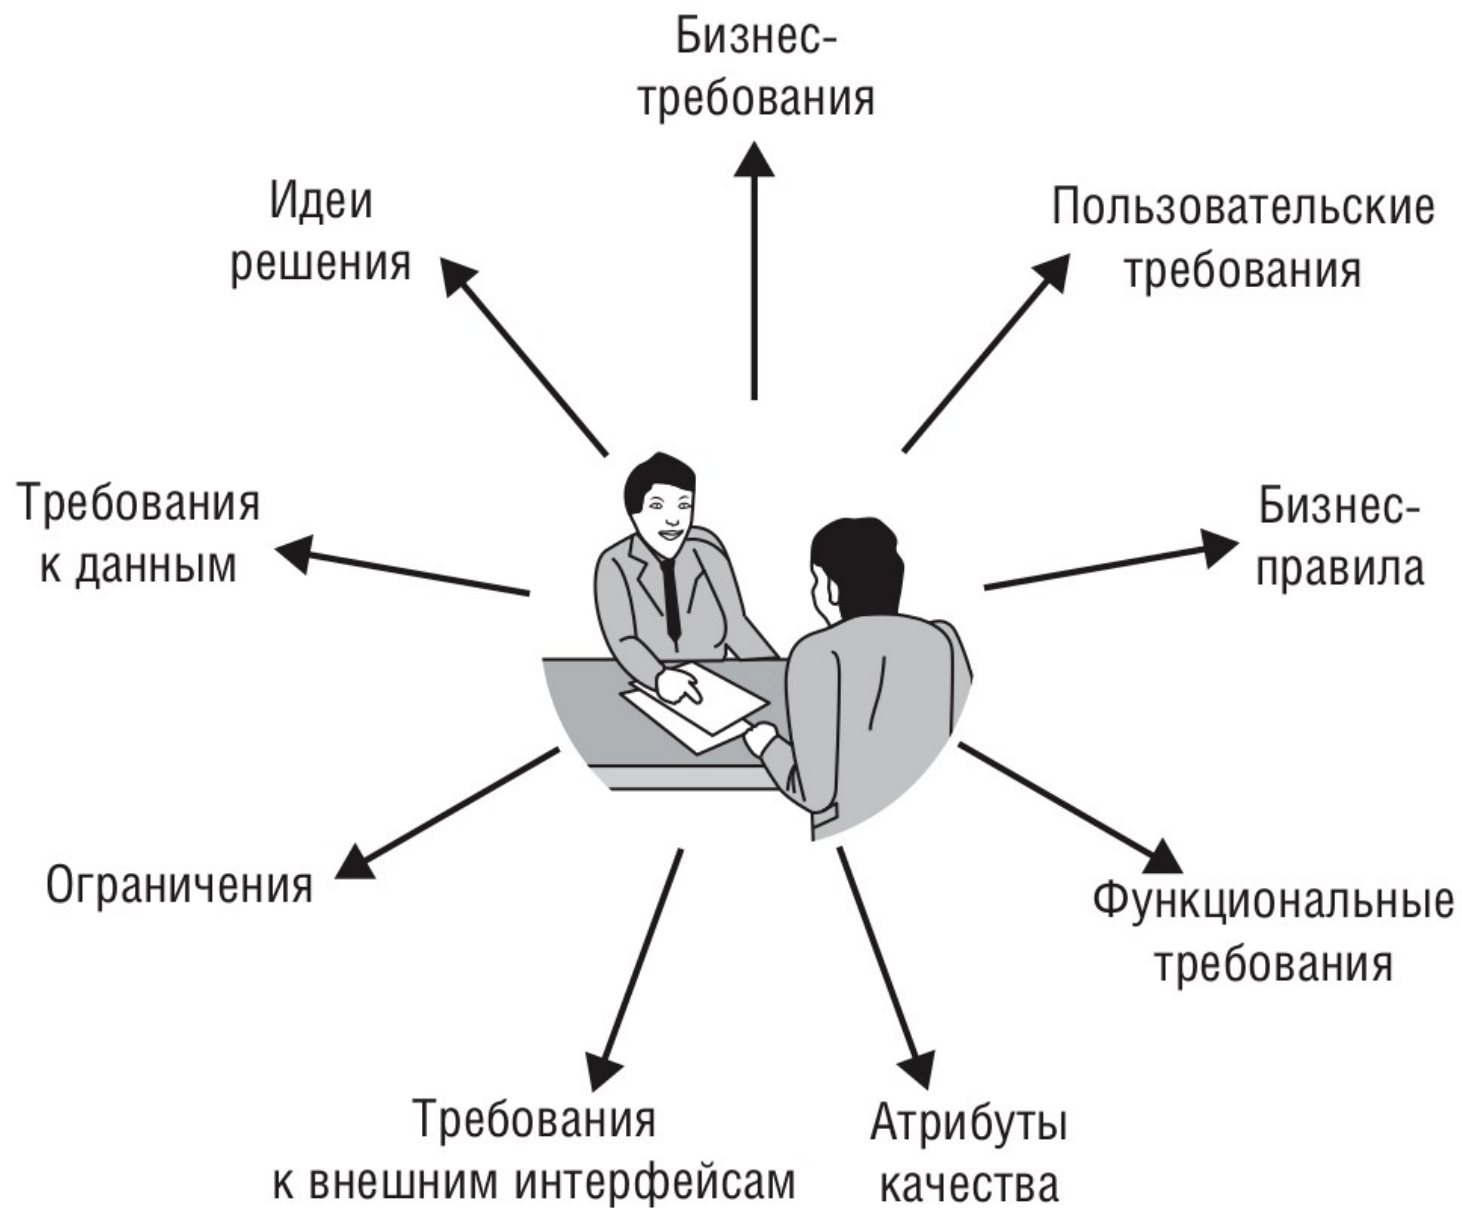 Бизнес-
требования
Идеи
решения
Пользовательские
требования
Требования
к данным
Бизнес-
правила
Ограничения
Функциональные
требования
Требования
к внешним интерфейсам
Атрибуты
качества